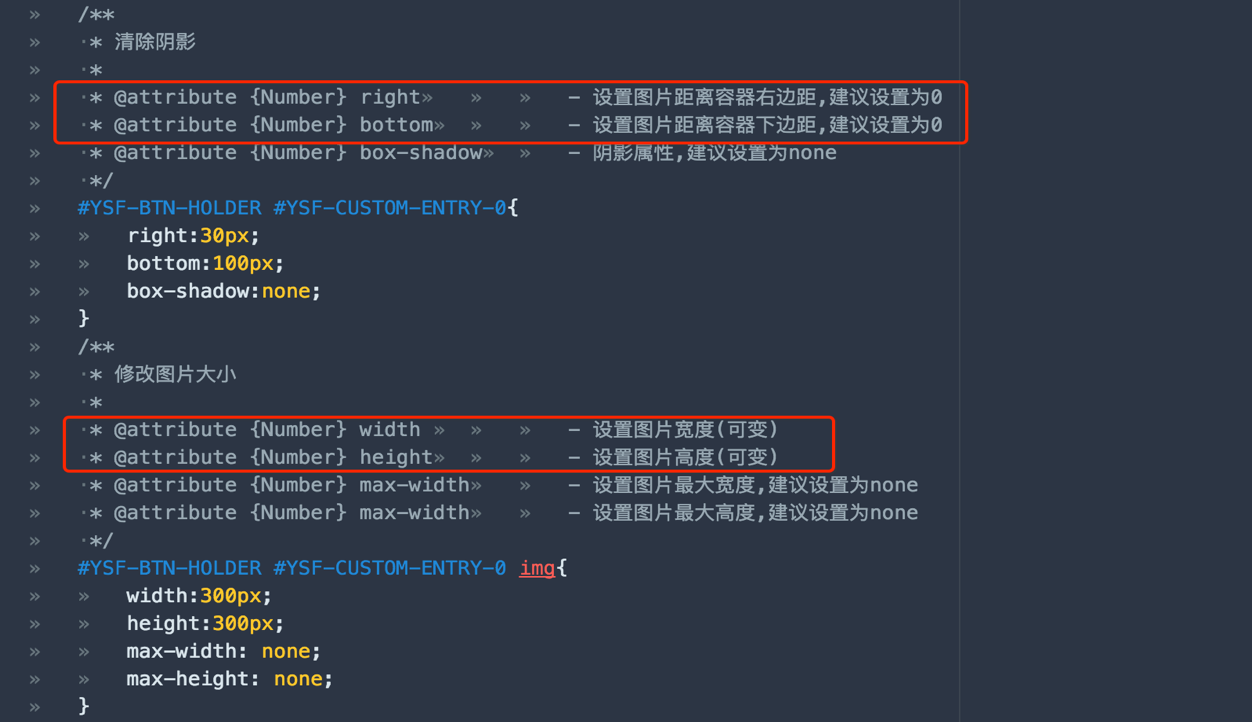 /**
* 清除阴影
*
* @attribute {Number} right» » » - 设置图片距离容器右边距,建议设置为0
* @attribute {Number} bottom» » » - 设置图片距离容器下边距,建议设置为0
* @attribute {Number} box-shadow» » - 阴影属性,建议设置为none
*/
#YSF-BTN-HOLDER #YSF-CUSTOM-ENTRY-0{
right:30px;
bottom:100px;
box-shadow:none;
}
/**
* 修改图片大小
*
* @attribute {Number} width » » » - 设置图片宽度(可变)
* @attribute {Number} height» » » - 设置图片高度(可变)
* @attribute {Number} max-width» » - 设置图片最大宽度,建议设置为none
* @attribute {Number} max-width» » - 设置图片最大高度,建议设置为none
*/
#YSF-BTN-HOLDER #YSF-CUSTOM-ENTRY-0 img{
width:300px;
height:300px;
max-width: none;
max-height: none;
}